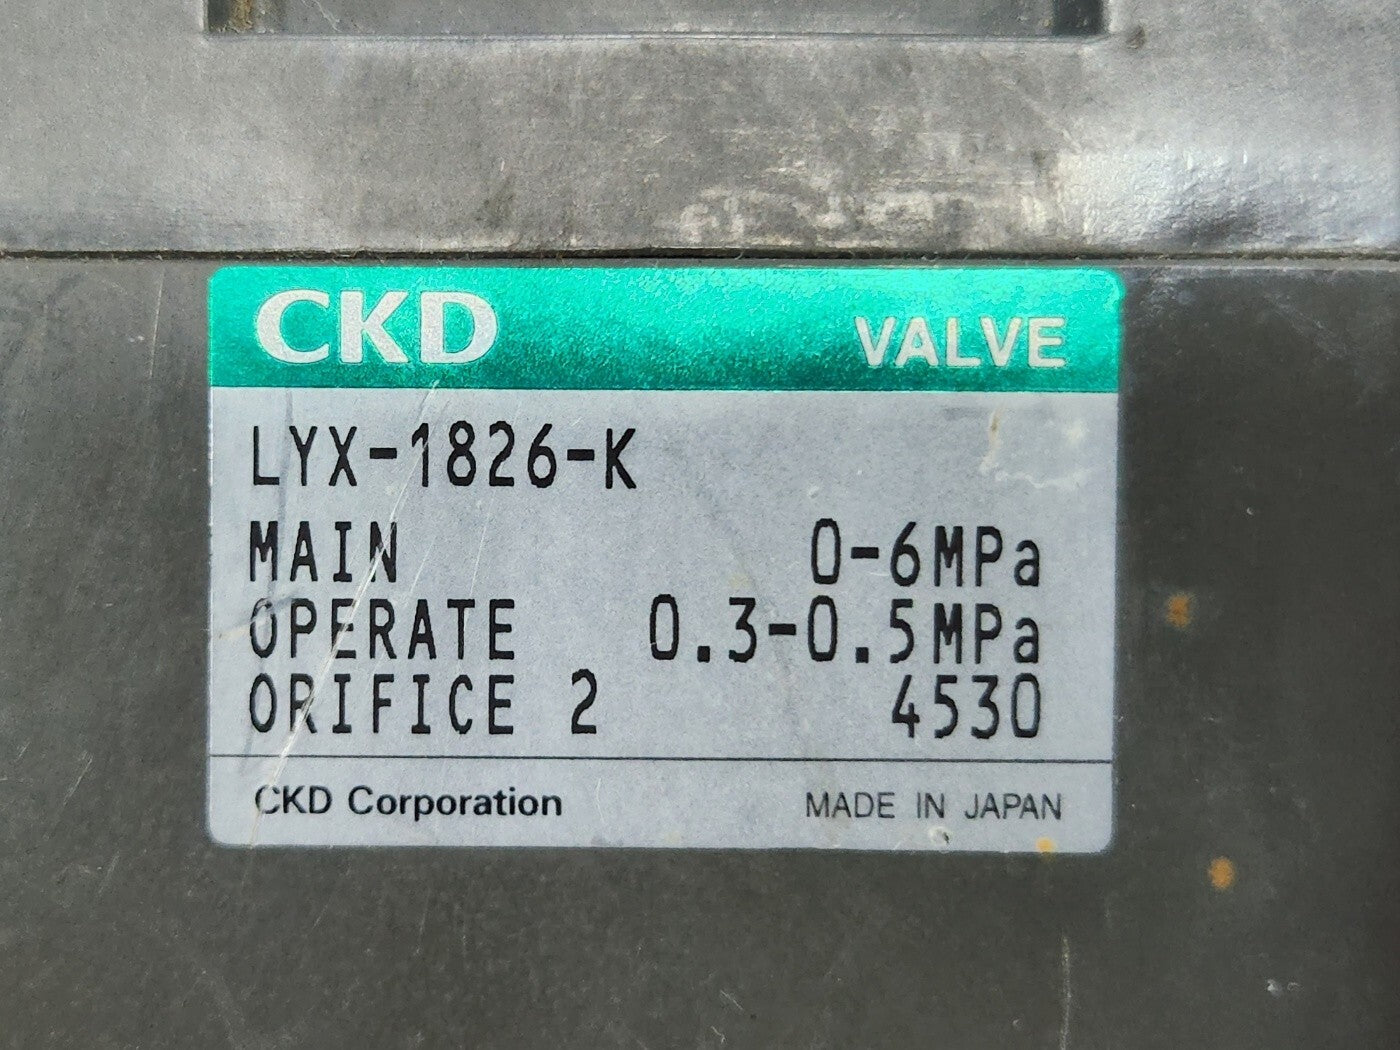 CKD VALVE
LYX-1826-K
MAIN 0-6MPa
OPERATE 0.3-0.5MPa
ORIFICE 2 4530
CKD Corporation MADE IN JAPAN